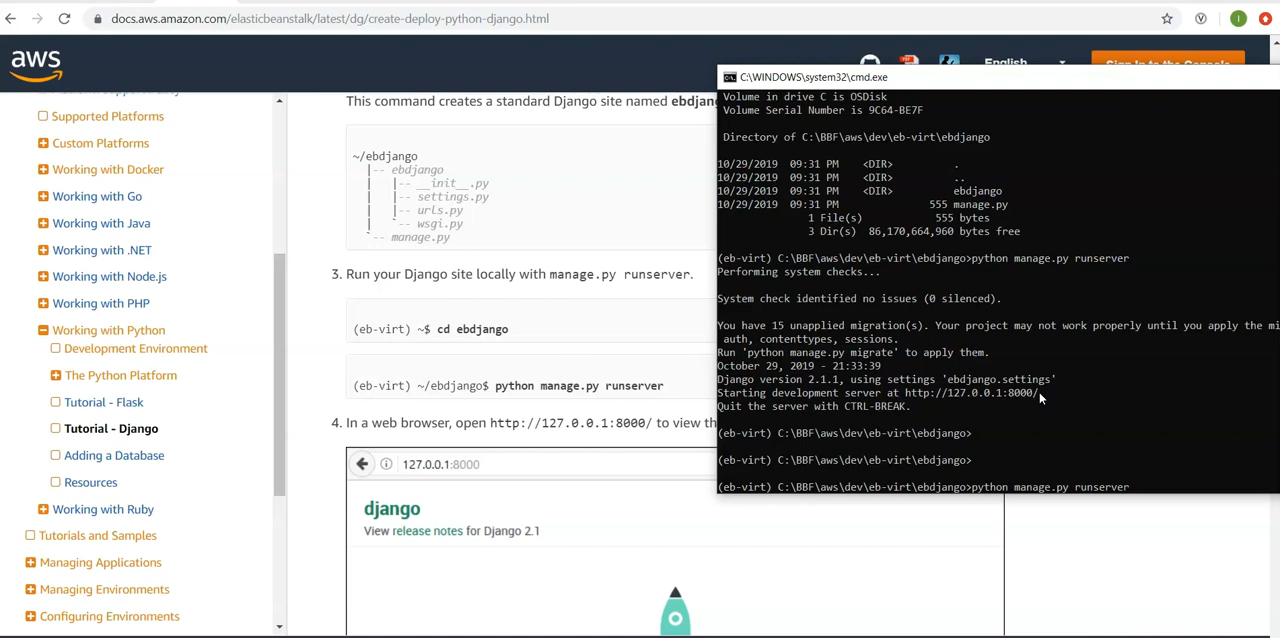 docs.aws.amazon.com/elasticbeanstalk/latest/dg/create-deploy-python-django.html
aws
English
Supported Platforms
Custom Platforms
Working with Docker
Working with Go
Working with Java
Working with .NET
Working with Node.js
Working with PHP
Working with Python
Development Environment
The Python Platform
Tutorial - Flask
Tutorial - Django
Adding a Database
Resources
Working with Ruby
Tutorials and Samples
Managing Applications
Managing Environments
Configuring Environments
This command creates a standard Django site named ebdjang
~/ebdjango
|-- ebdjango
|   |-- __init__.py
|   |-- settings.py
|   |-- urls.py
|   `-- wsgi.py
`-- manage.py
3. Run your Django site locally with manage.py runserver.
(eb-virt) ~$ cd ebdjango
(eb-virt) ~/ebdjango$ python manage.py runserver
4. In a web browser, open http://127.0.0.1:8000/ to view th
127.0.0.1:8000
django
View release notes for Django 2.1
C:\WINDOWS\system32\cmd.exe
Volume in drive C is OSDisk
Volume Serial Number is 9C64-BE7F
Directory of C:\BBF\aws\dev\eb-virt\ebdjango
10/29/2019  09:31 PM    <DIR>          .
10/29/2019  09:31 PM    <DIR>          ..
10/29/2019  09:31 PM    <DIR>          ebdjango
10/29/2019  09:31 PM               555 manage.py
1 File(s)            555 bytes
3 Dir(s)  86,170,664,960 bytes free
(eb-virt) C:\BBF\aws\dev\eb-virt\ebdjango>python manage.py runserver
Performing system checks...
System check identified no issues (0 silenced).
You have 15 unapplied migration(s). Your project may not work properly until you apply the mi
auth, contenttypes, sessions.
Run 'python manage.py migrate' to apply them.
October 29, 2019 - 21:33:39
Django version 2.1.1, using settings 'ebdjango.settings'
Starting development server at http://127.0.0.1:8000/
Quit the server with CTRL-BREAK.
(eb-virt) C:\BBF\aws\dev\eb-virt\ebdjango>
(eb-virt) C:\BBF\aws\dev\eb-virt\ebdjango>
(eb-virt) C:\BBF\aws\dev\eb-virt\ebdjango>python manage.py runserver